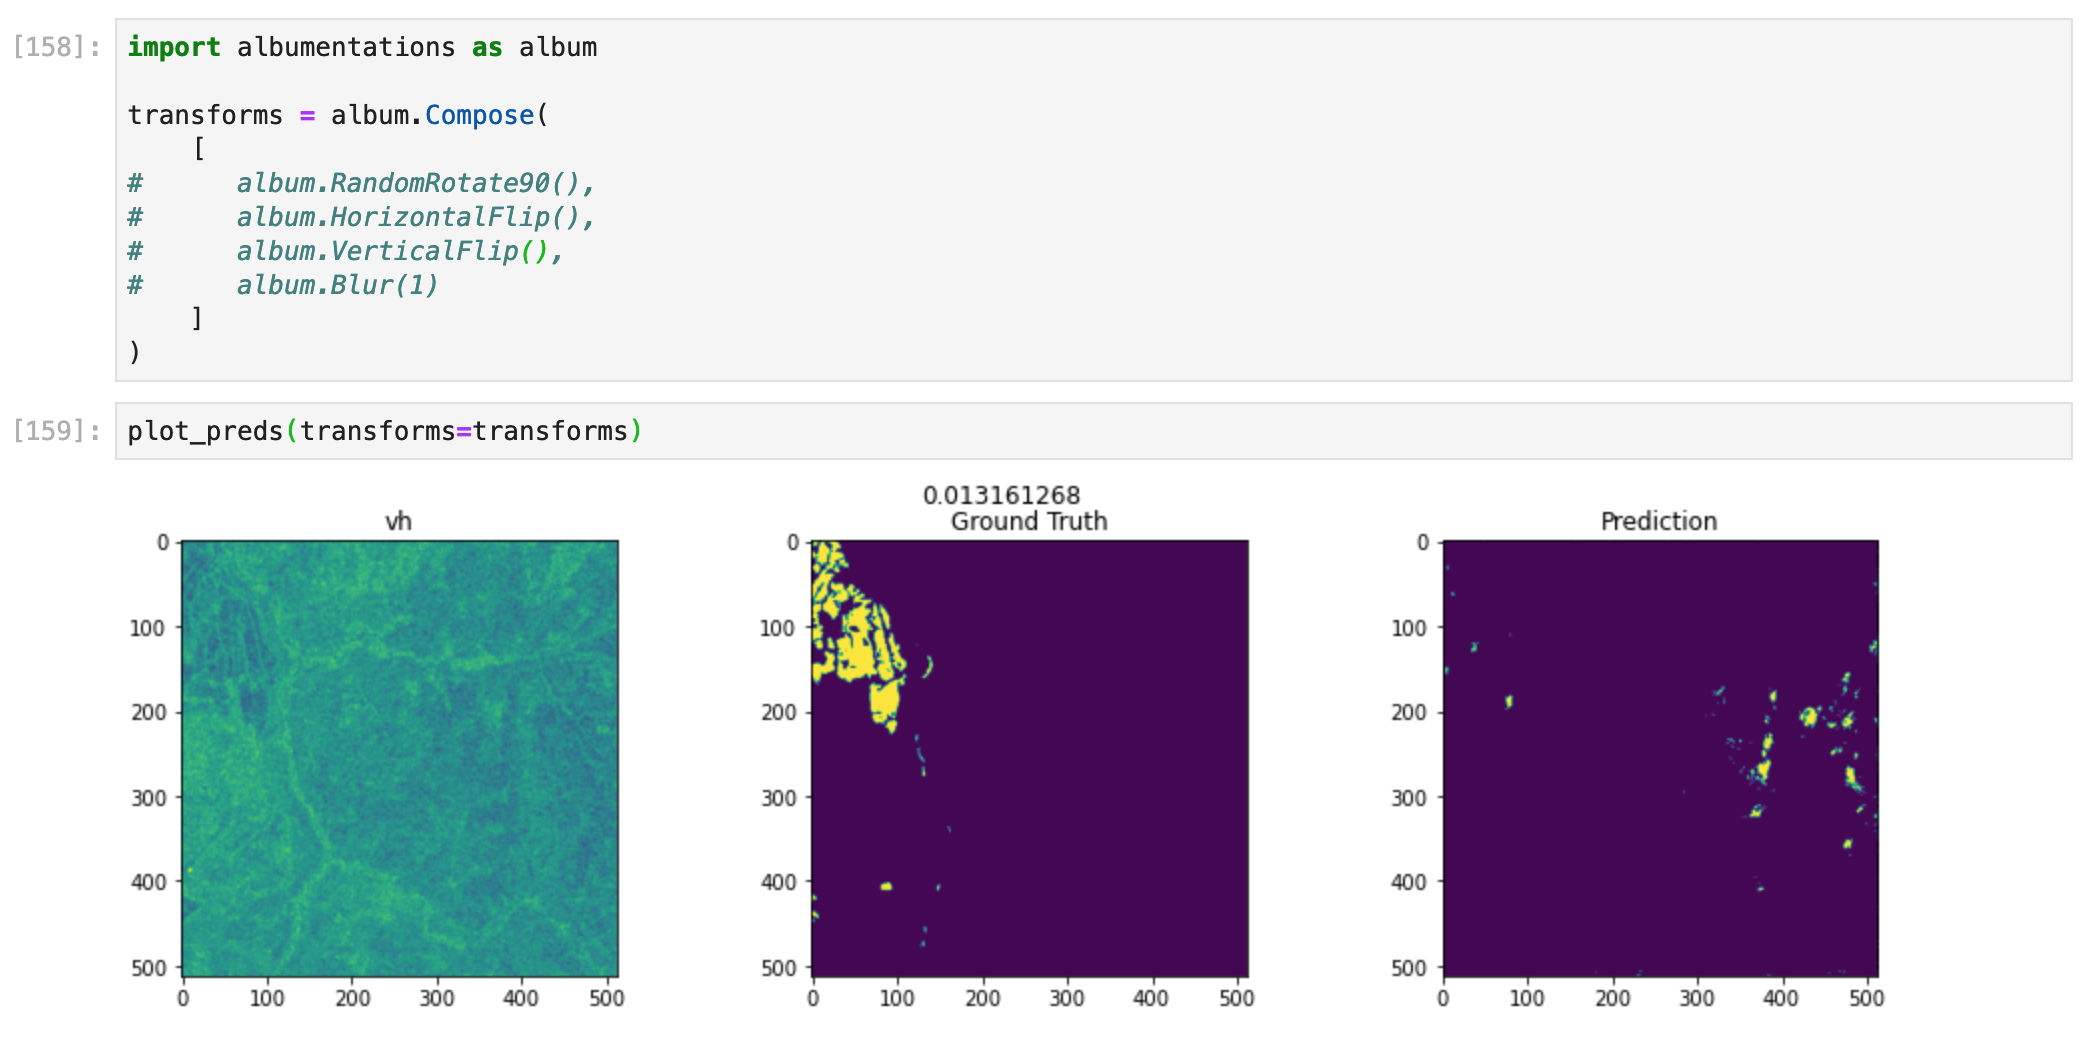 [158]: import albumentations as album
transforms = album.Compose(
[
# album.RandomRotate90(),
# album.HorizontalFlip(),
# album.VerticalFlip(),
# album.Blur(1)
]
)
[159]: plot_preds(transforms=transforms)
0.013161268
vh Ground Truth Prediction
0 0 0
100 100 100
200 200 200
300 300 300
400 400 400
500 500 500
0 100 200 300 400 500 0 100 200 300 400 500 0 100 200 300 400 500